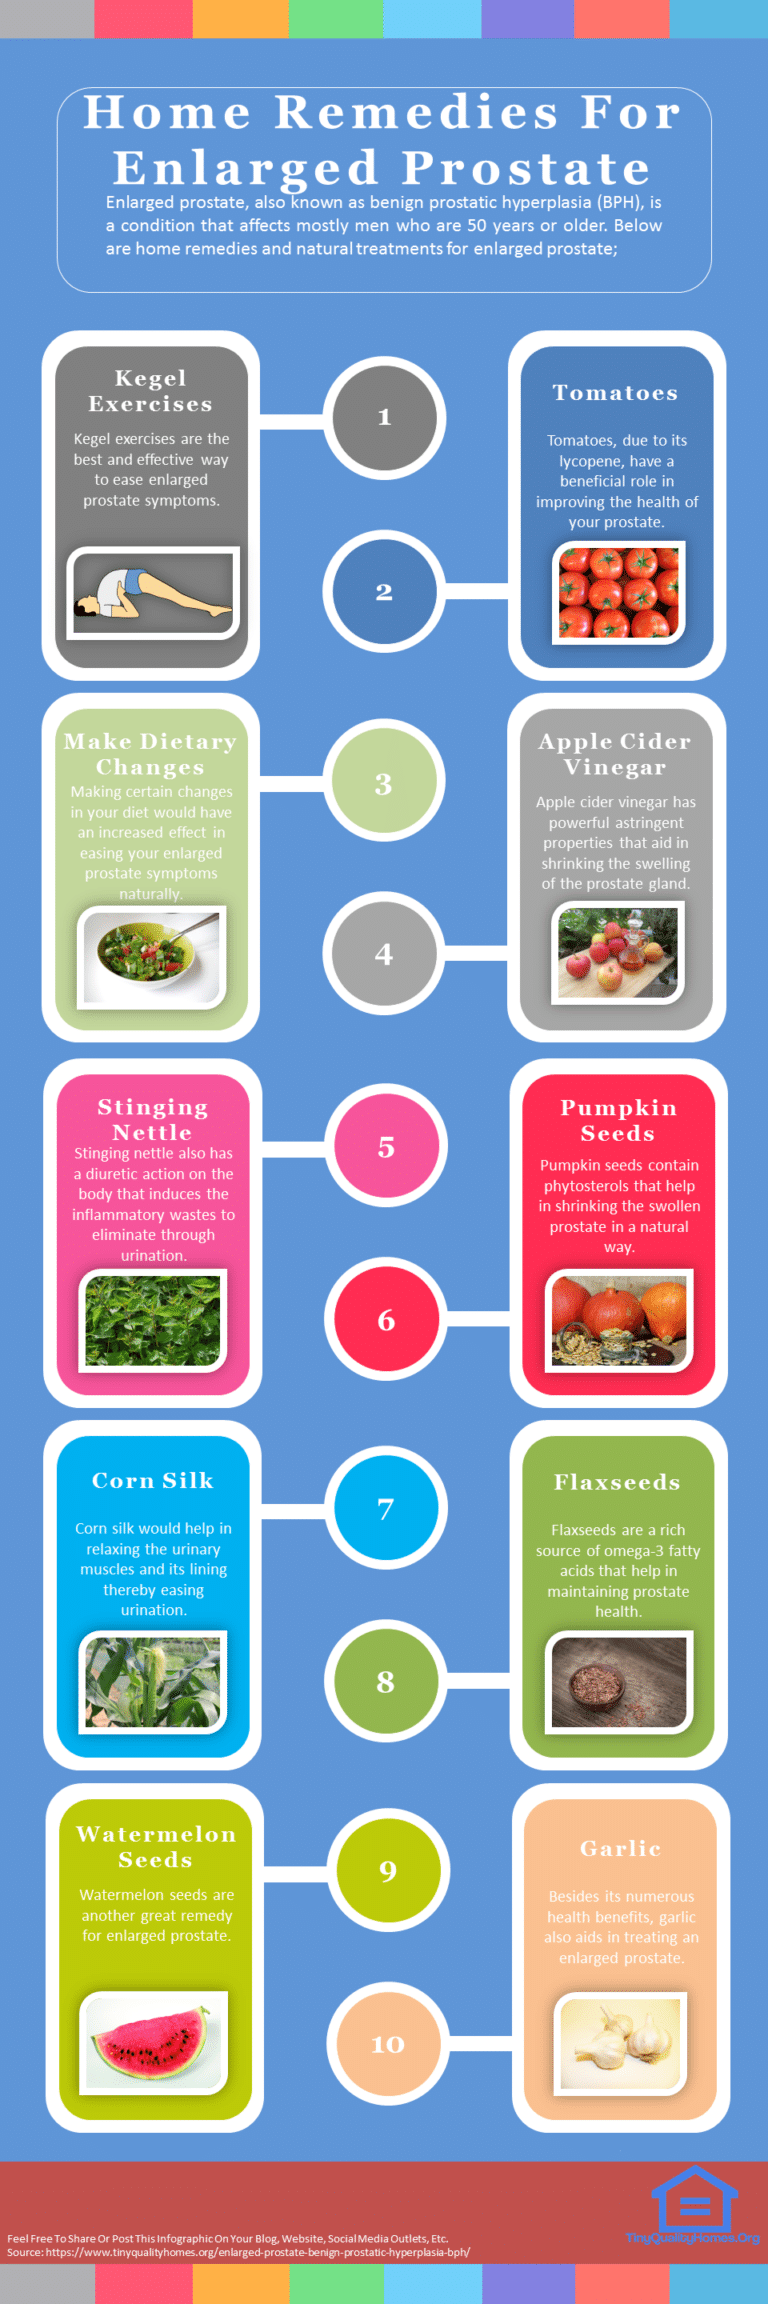 Home Remedies For
Enlarged Prostate
Enlarged prostate, also known as benign prostatic hyperplasia (BPH), is
a condition that affects mostly men who are 50 years or older. Below
are home remedies and natural treatments for enlarged prostate;
Kegel
Exercises
Kegel exercises are the
best and effective way
to ease enlarged
prostate symptoms.
1
Tomatoes
Tomatoes, due to its
lycopene, have a
beneficial role in
improving the health of
your prostate.
2
Make Dietary
Changes
Making certain changes
in your diet would have
an increased effect in
easing your enlarged
prostate symptoms
naturally.
3
Apple Cider
Vinegar
Apple cider vinegar has
powerful astringent
properties that aid in
shrinking the swelling
of the prostate gland.
4
Stinging
Nettle
Stinging nettle also has
a diuretic action on the
body that induces the
inflammatory wastes to
eliminate through
urination.
5
Pumpkin
Seeds
Pumpkin seeds contain
phytosterols that help
in shrinking the swollen
prostate in a natural
way.
6
Corn Silk
Corn silk would help in
relaxing the urinary
muscles and its lining
thereby easing
urination.
7
Flaxseeds
Flaxseeds are a rich
source of omega-3 fatty
acids that help in
maintaining prostate
health.
8
Watermelon
Seeds
Watermelon seeds are
another great remedy
for enlarged prostate.
9
Garlic
Besides its numerous
health benefits, garlic
also aids in treating an
enlarged prostate.
10
TinyQualityHomes.Org
Feel Free To Share Or Post This Infographic On Your Blog, Website, Social Media Outlets, Etc.
Source: https://www.tinyqualityhomes.org/enlarged-prostate-benign-prostatic-hyperplasia-bph/